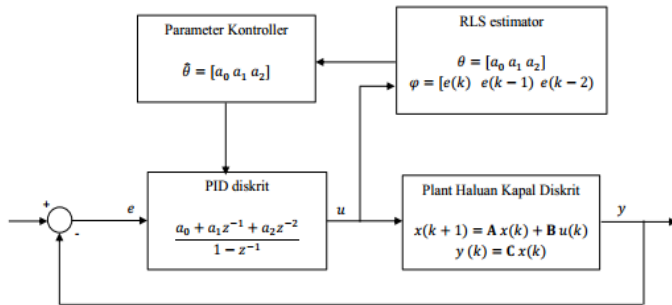 Parameter Kontroller
θ̂ = [a₀ a₁ a₂]
RLS estimator
θ = [a₀ a₁ a₂]
φ = [e(k) e(k − 1) e(k − 2)
+
-
e
PID diskrit
a₀ + a₁z⁻¹ + a₂z⁻²
1 − z⁻¹
u
Plant Haluan Kapal Diskrit
x(k + 1) = A x(k) + B u(k)
y (k) = C x(k)
y